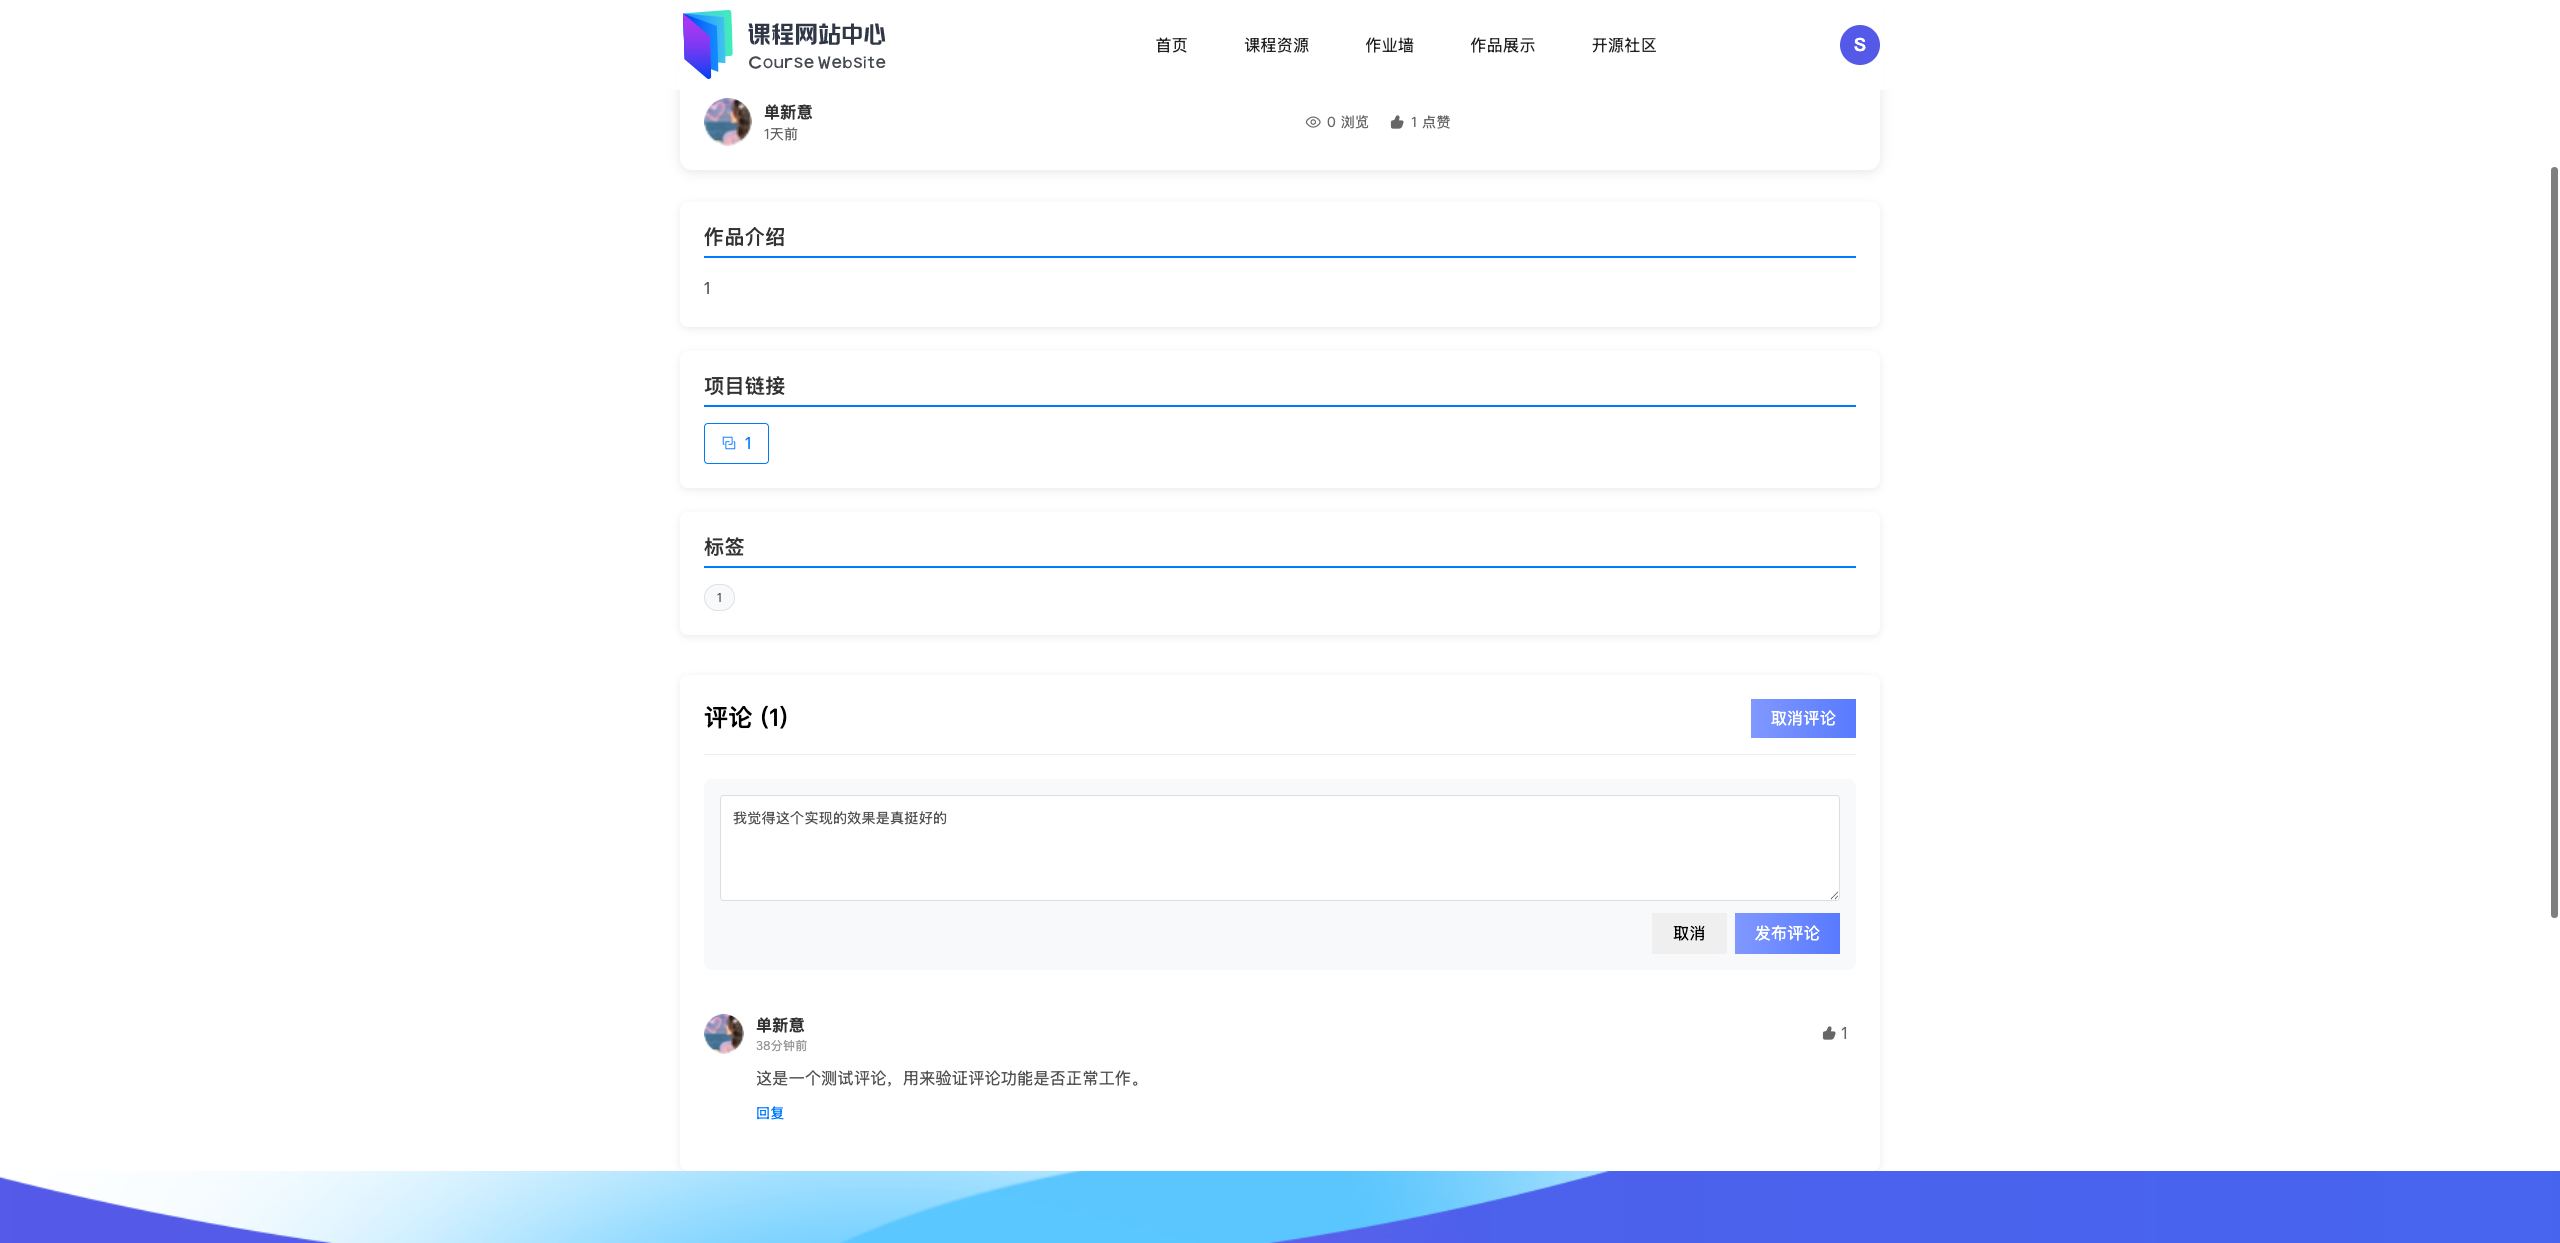 课程网站中心
Course Website
首页 课程资源 作业墙 作品展示 开源社区
S
单新意
1天前
0 浏览 1 点赞
作品介绍
1
项目链接
1
标签
1
评论 (1)
取消评论
我觉得这个实现的效果是真挺好的
取消 发布评论
单新意
38分钟前
1
这是一个测试评论，用来验证评论功能是否正常工作。
回复